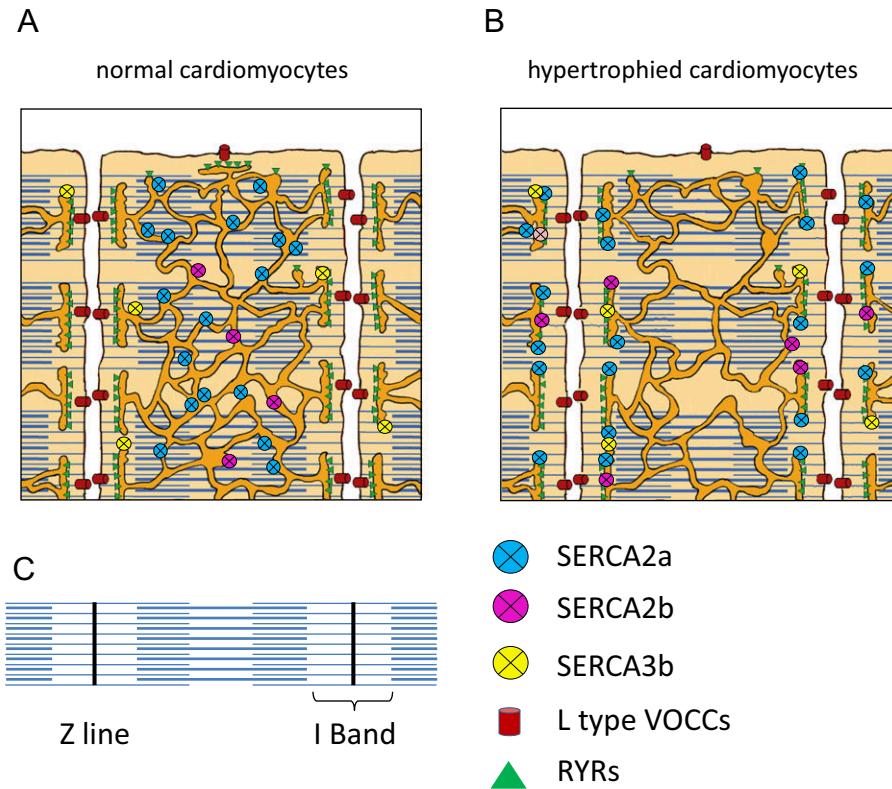 A
B
normal cardiomyocytes
hypertrophied cardiomyocytes
C
Z line
I Band
SERCA2a
SERCA2b
SERCA3b
L type VOCCs
RYRs